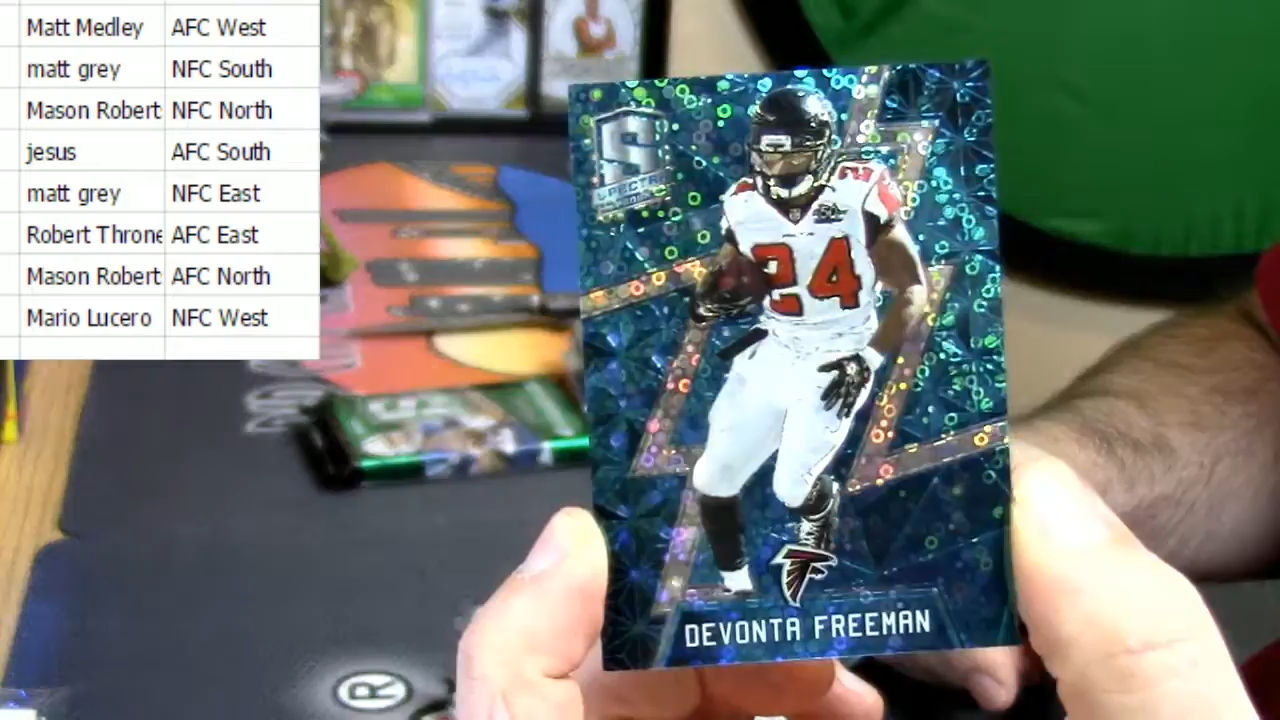 Matt Medley AFC West
matt grey NFC South
Mason Robert NFC North
jesus AFC South
matt grey NFC East
Robert Throne AFC East
Mason Robert AFC North
Mario Lucero NFC West
S
SPECTRA
24
DEVONTA FREEMAN
®